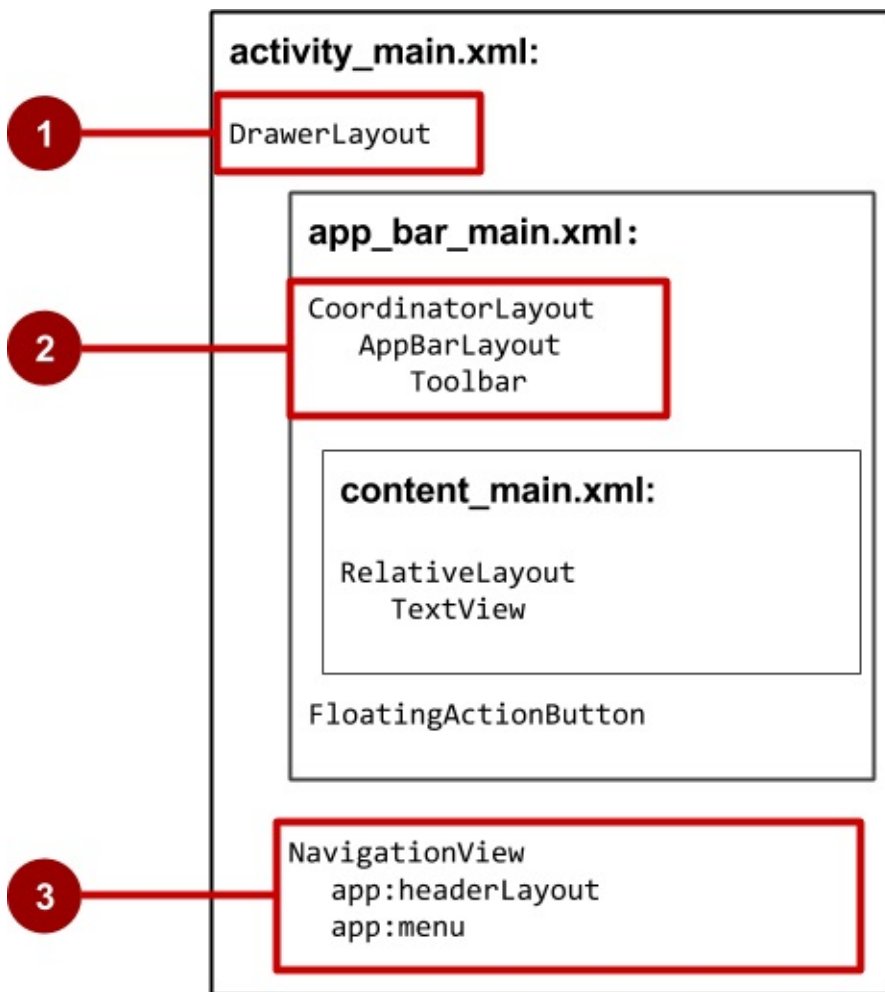 activity_main.xml:
1
DrawerLayout
app_bar_main.xml:
CoordinatorLayout
2
AppBarLayout
Toolbar
content_main.xml:
RelativeLayout
TextView
FloatingActionButton
NavigationView
3
app:headerLayout
app:menu